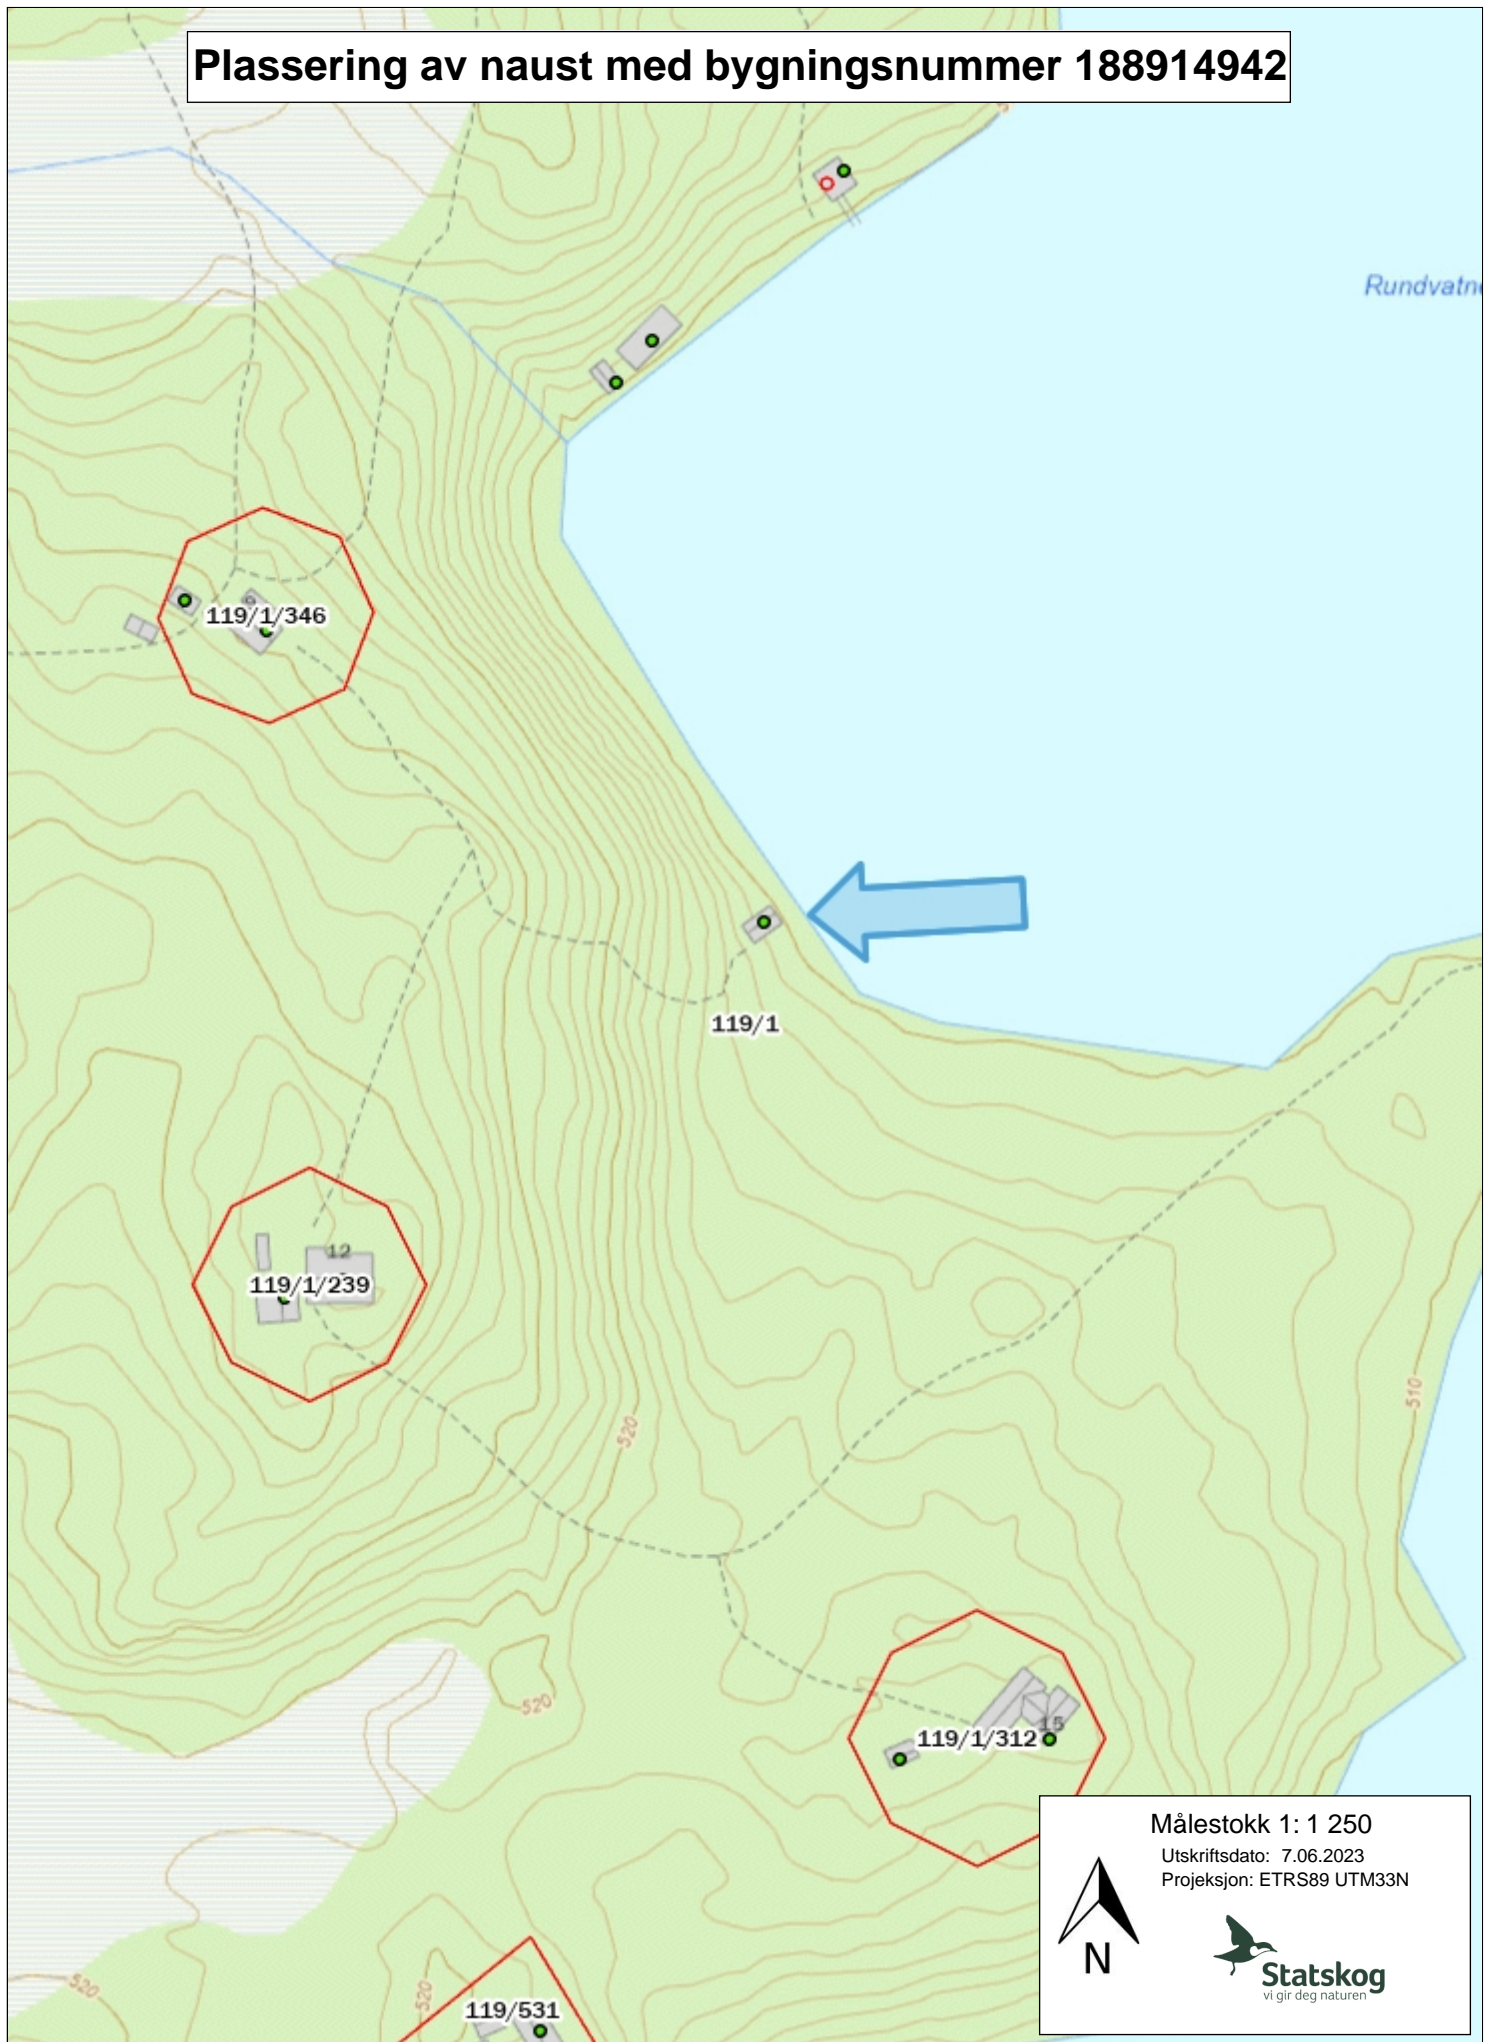 Plassering av naust med bygningsnummer 188914942
119/1/346
119/1
12
119/1/239
510
520
520
15
119/1/312
520
520
119/531
Målestokk 1: 1 250
Utskriftsdato: 7.06.2023
Projeksjon: ETRS89 UTM33N
N
Statskog
vi gir deg naturen